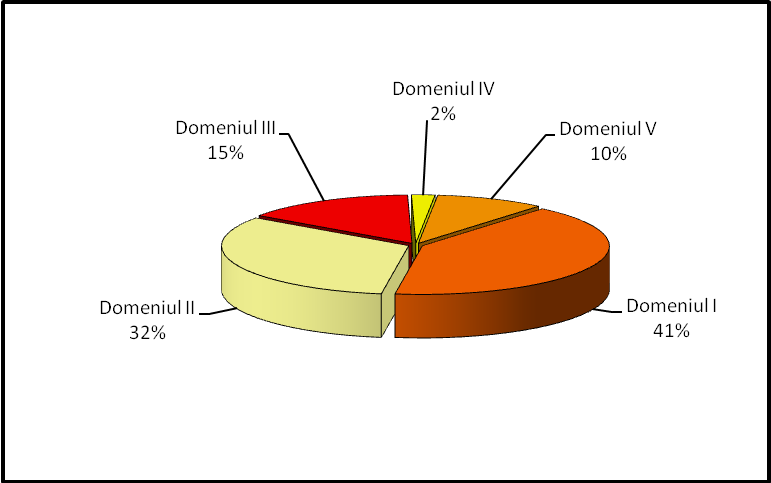 Domeniul IV
2%
Domeniul III
15%
Domeniul V
10%
Domeniul II
32%
Domeniul I
41%